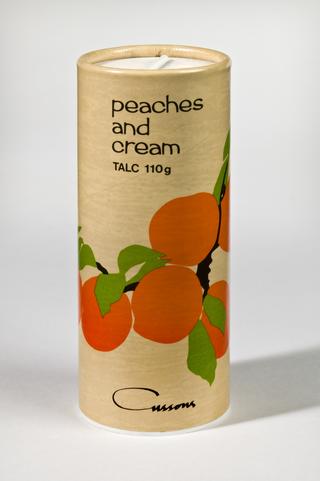 peaches
and
cream
TALC 110g
Cussons